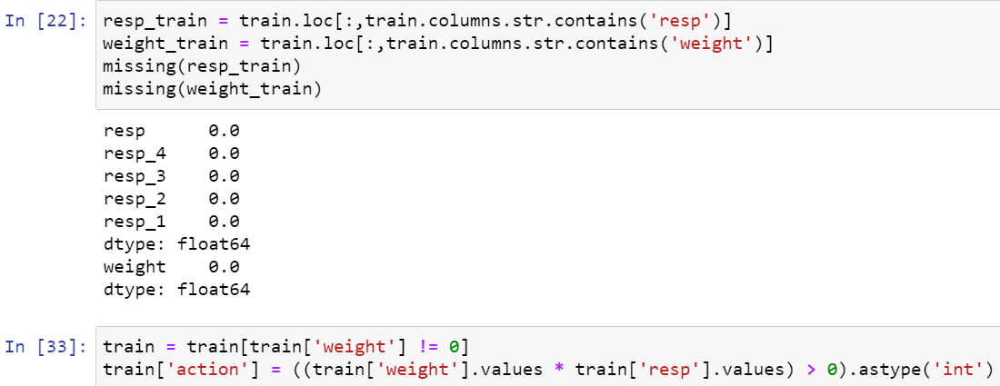 In [22]: resp_train = train.loc[:,train.columns.str.contains('resp')]
weight_train = train.loc[:,train.columns.str.contains('weight')]
missing(resp_train)
missing(weight_train)
resp      0.0
resp_4    0.0
resp_3    0.0
resp_2    0.0
resp_1    0.0
dtype: float64
weight    0.0
dtype: float64
In [33]: train = train[train['weight'] != 0]
train['action'] = ((train['weight'].values * train['resp'].values) > 0).astype('int')